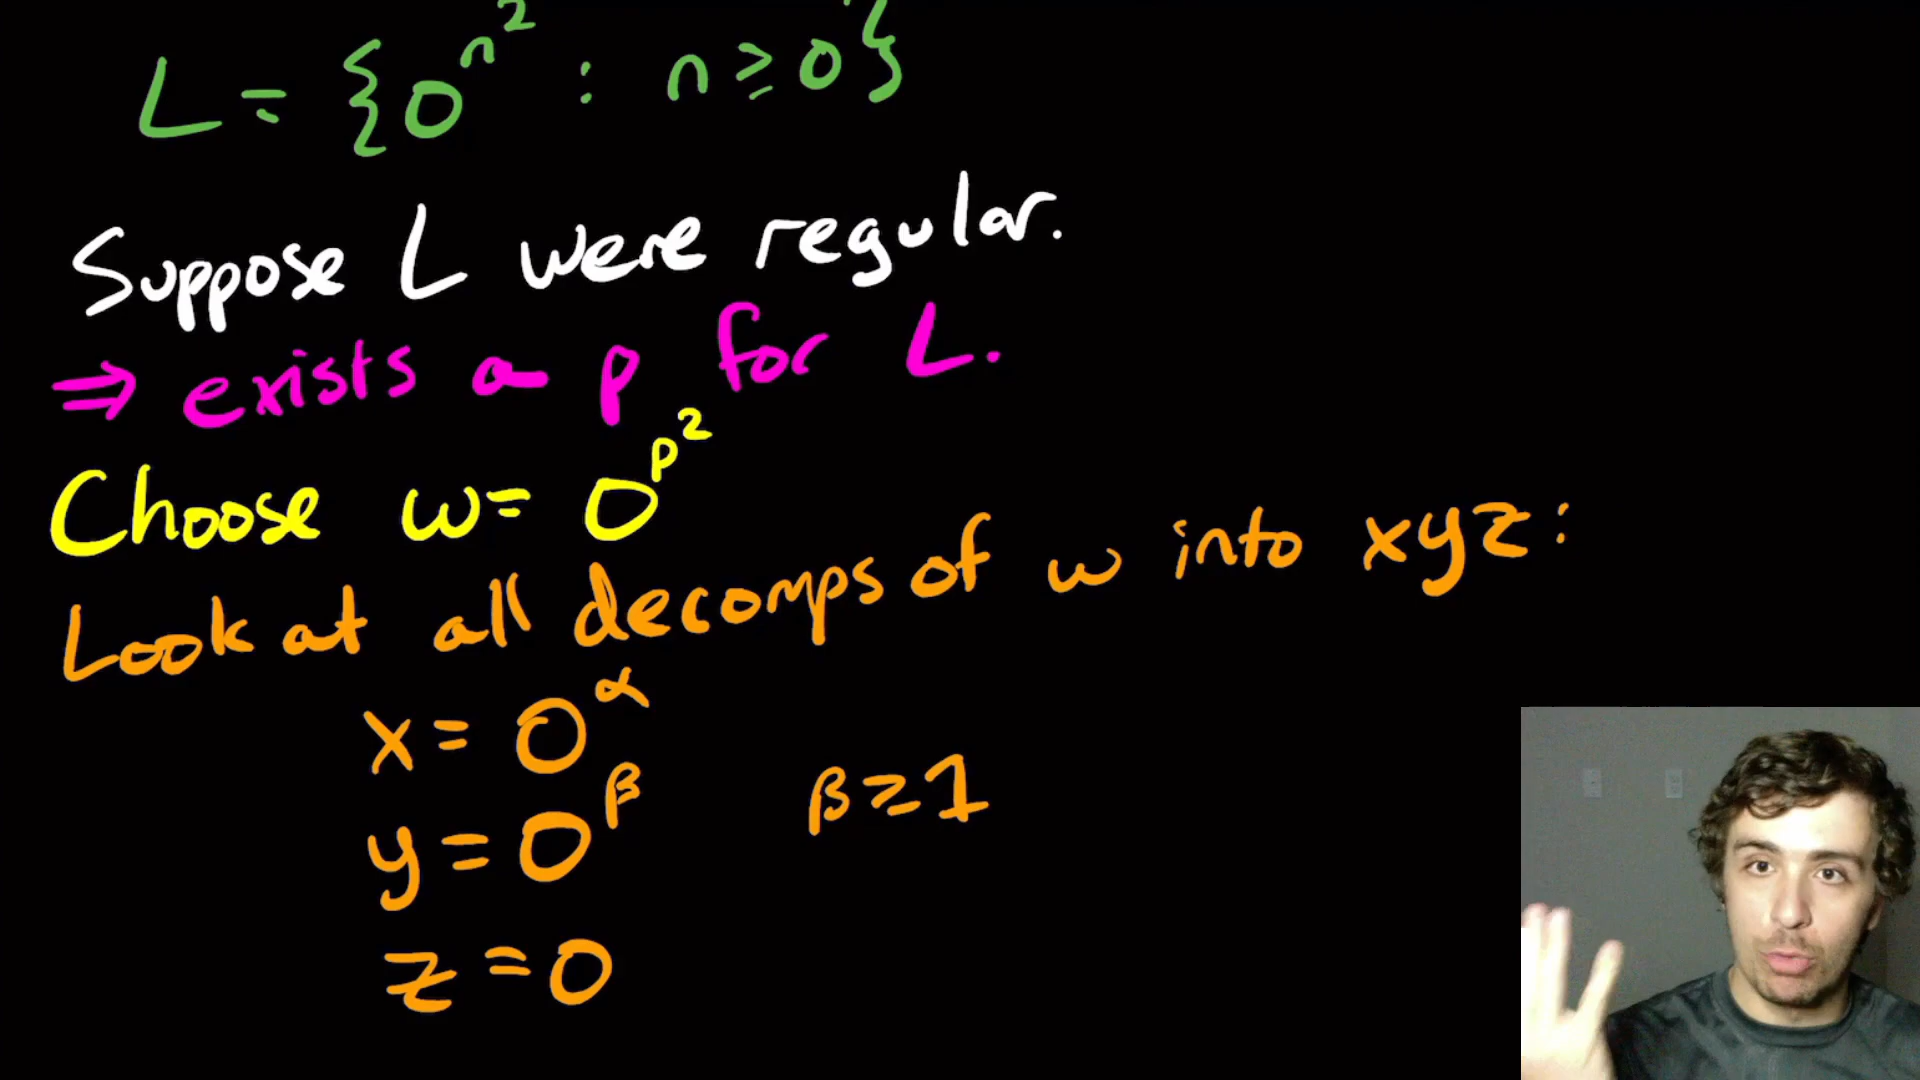 L = {0^{n^2} : n ≥ 0}
Suppose L were regular.
⇒ exists a p for L.
Choose w = 0^{p^2}
Look at all decomps of w into xyz:
x = 0^α
y = 0^β β ≥ 1
z = 0